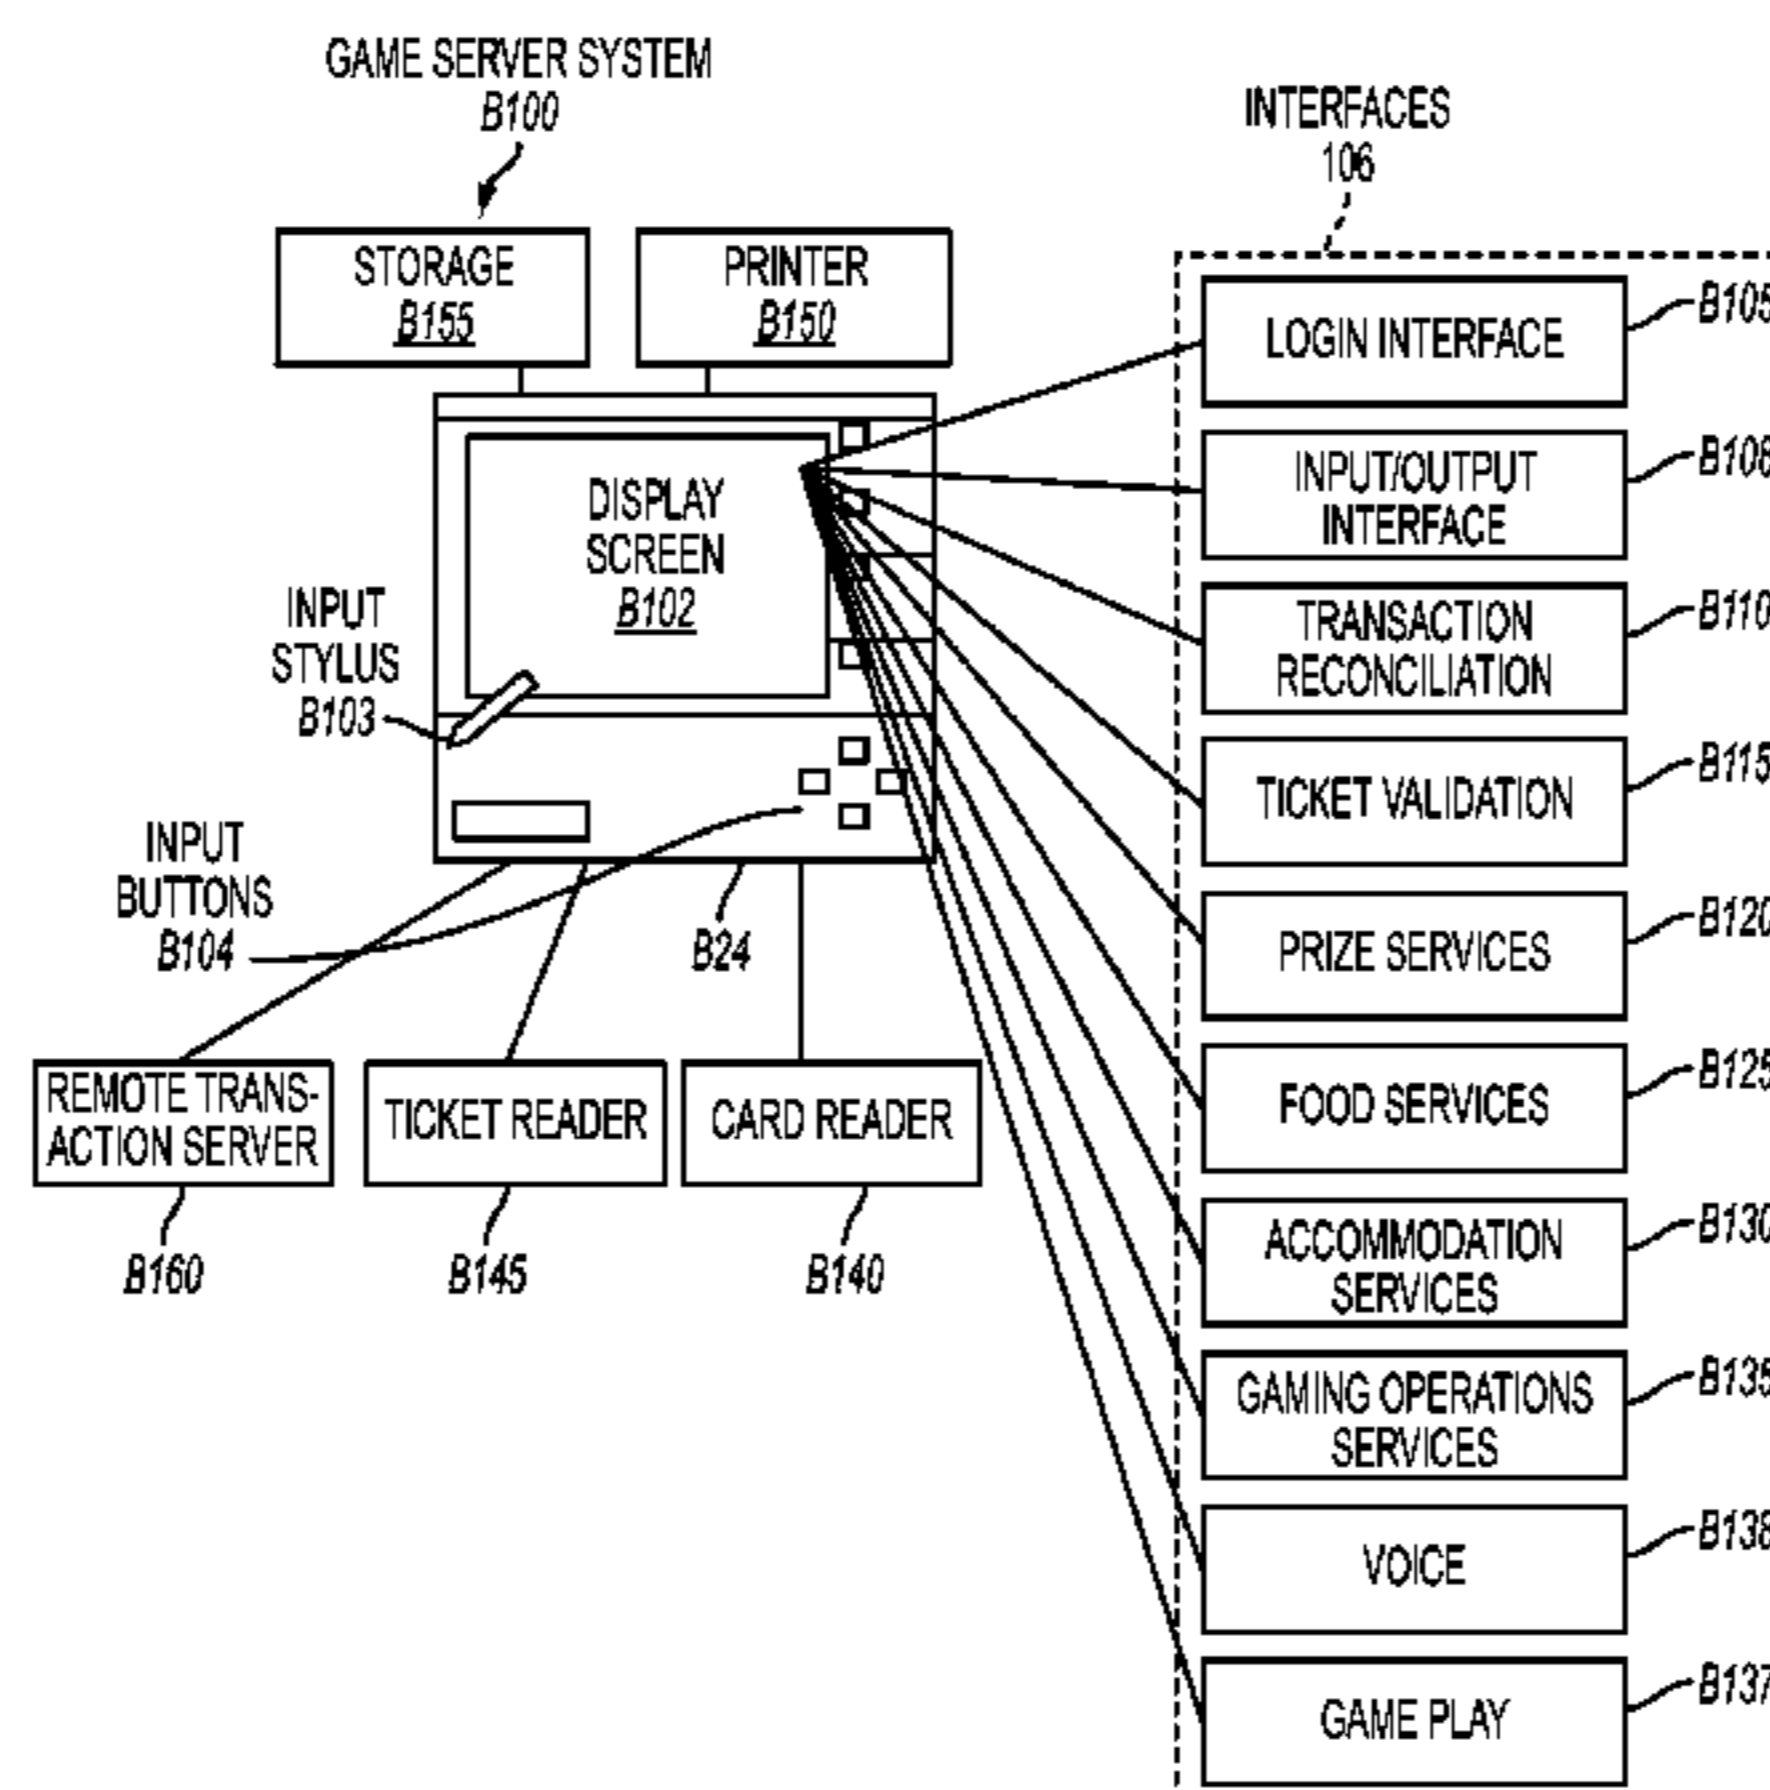 GAME SERVER SYSTEM
B100
STORAGE
B155
PRINTER
B150
DISPLAY
SCREEN
B102
INPUT
STYLUS
B103
INPUT
BUTTONS
B104
B24
REMOTE TRANS-
ACTION SERVER
B160
TICKET READER
B145
CARD READER
B140
INTERFACES
106
LOGIN INTERFACE
B105
INPUT/OUTPUT
INTERFACE
B106
TRANSACTION
RECONCILIATION
B110
TICKET VALIDATION
B115
PRIZE SERVICES
B120
FOOD SERVICES
B125
ACCOMMODATION
SERVICES
B130
GAMING OPERATIONS
SERVICES
B135
VOICE
B138
GAME PLAY
B137